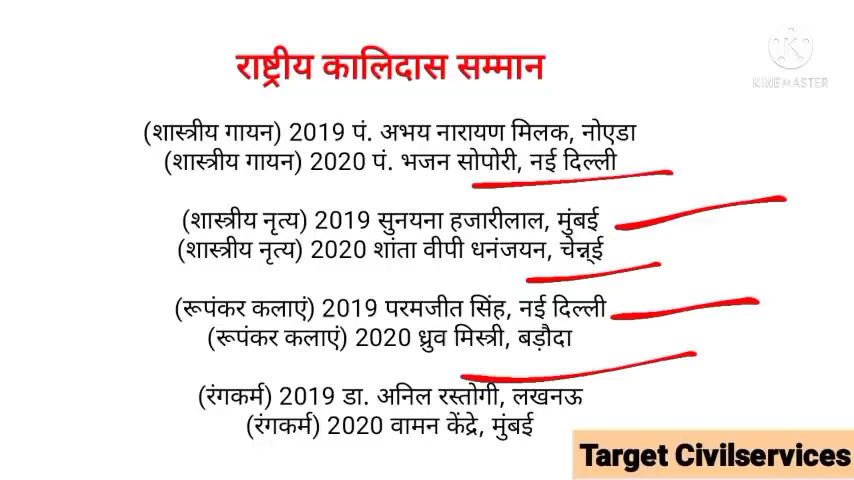 राष्ट्रीय कालिदास सम्मान
KINEMASTER
(शास्त्रीय गायन) 2019 पं. अभय नारायण मिलक, नोएडा
(शास्त्रीय गायन) 2020 पं. भजन सोपोरी, नई दिल्ली
(शास्त्रीय नृत्य) 2019 सुनयना हजारीलाल, मुंबई
(शास्त्रीय नृत्य) 2020 शांता वीपी धनंजयन, चेन्न्ई
(रूपंकर कलाएं) 2019 परमजीत सिंह, नई दिल्ली
(रूपंकर कलाएं) 2020 ध्रुव मिस्त्री, बड़ौदा
(रंगकर्म) 2019 डा. अनिल रस्तोगी, लखनऊ
(रंगकर्म) 2020 वामन केंद्रे, मुंबई
Target Civilservices